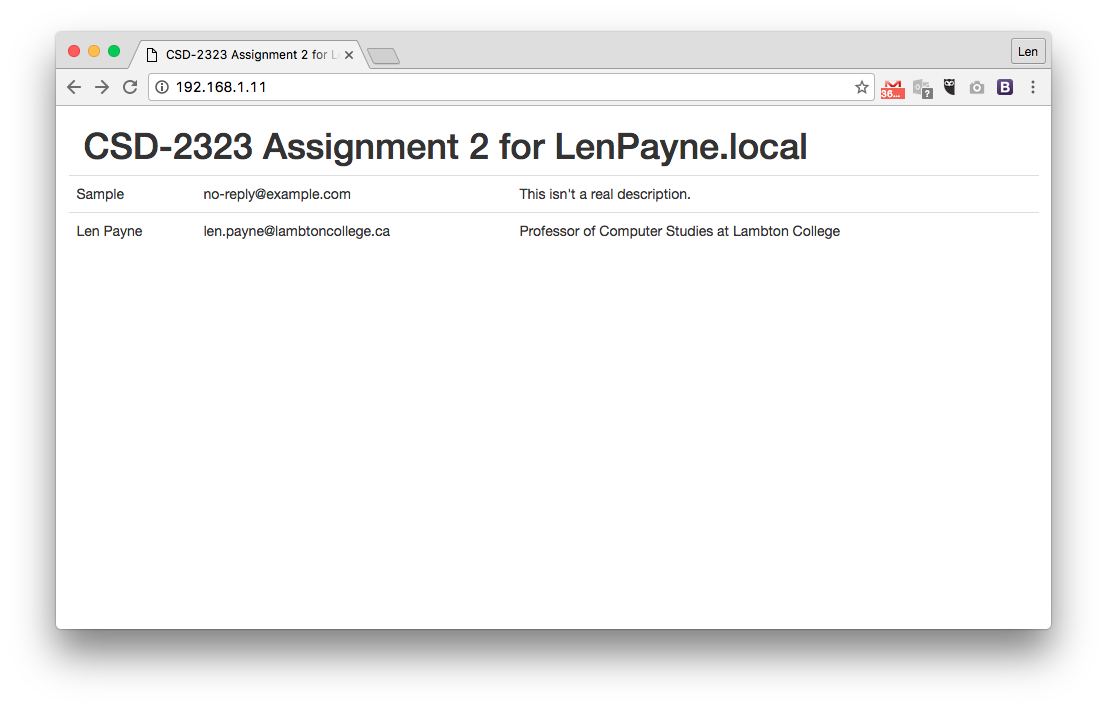 CSD-2323 Assignment 2 for L
Len
192.168.1.11
36...
?
B
CSD-2323 Assignment 2 for LenPayne.local
Sample no-reply@example.com This isn't a real description.
Len Payne len.payne@lambtoncollege.ca Professor of Computer Studies at Lambton College